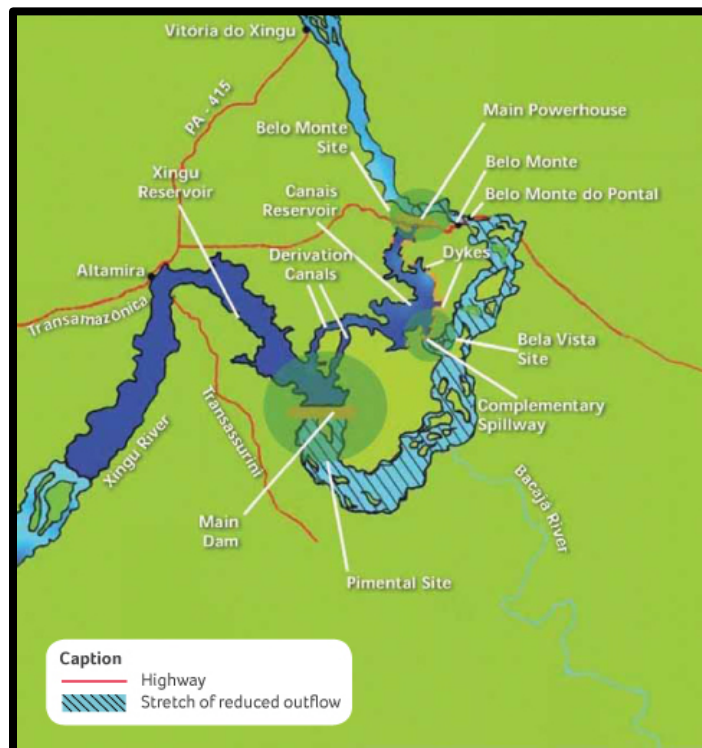 Vitória do Xingu
PA - 415
Main Powerhouse
Belo Monte
Site
Belo Monte
Xingu
Reservoir
Canais
Reservoir
Belo Monte do Pontal
Derivation
Canals
Dykes
Altamira
Transamazônica
Bela Vista
Site
Transassurini
Complementary
Spillway
Xingu River
Bacaja River
Main
Dam
Pimental Site
Caption
Highway
Stretch of reduced outflow